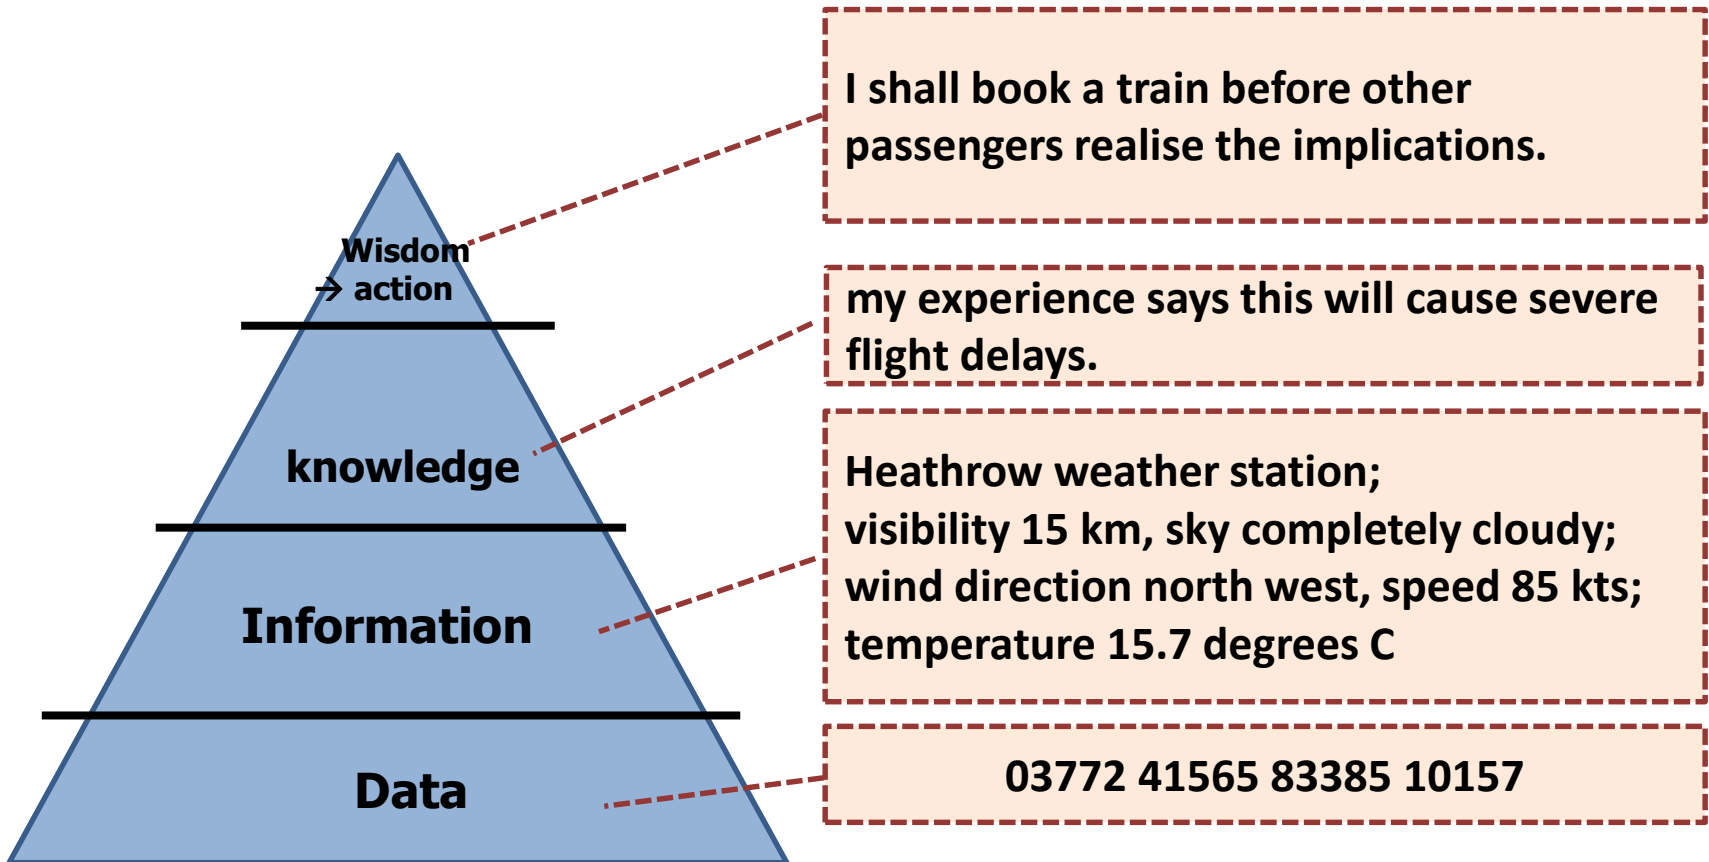 I shall book a train before other
passengers realise the implications.
Wisdom
→ action
my experience says this will cause severe
flight delays.
knowledge
Heathrow weather station;
visibility 15 km, sky completely cloudy;
wind direction north west, speed 85 kts;
temperature 15.7 degrees C
Information
03772 41565 83385 10157
Data